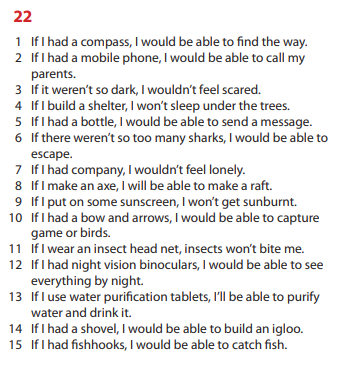 22
1 If I had a compass, I would be able to find the way.
2 If I had a mobile phone, I would be able to call my
parents.
3 If it weren't so dark, I wouldn't feel scared.
4 If I build a shelter, I won't sleep under the trees.
5 If I had a bottle, I would be able to send a message.
6 If there weren't so too many sharks, I would be able to
escape.
7 If I had company, I wouldn't feel lonely.
8 If I make an axe, I will be able to make a raft.
9 If I put on some sunscreen, I won't get sunburnt.
10 If I had a bow and arrows, I would be able to capture
game or birds.
11 If I wear an insect head net, insects won't bite me.
12 If I had night vision binoculars, I would be able to see
everything by night.
13 If I use water purification tablets, I'll be able to purify
water and drink it.
14 If I had a shovel, I would be able to build an igloo.
15 If I had fishhooks, I would be able to catch fish.